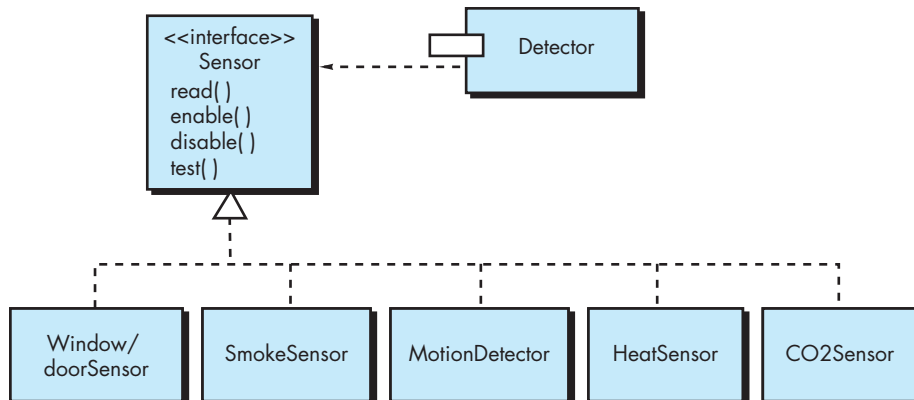 <<interface>>
Sensor
read( )
enable( )
disable( )
test( )
Detector
Window/
doorSensor
SmokeSensor
MotionDetector
HeatSensor
CO2Sensor